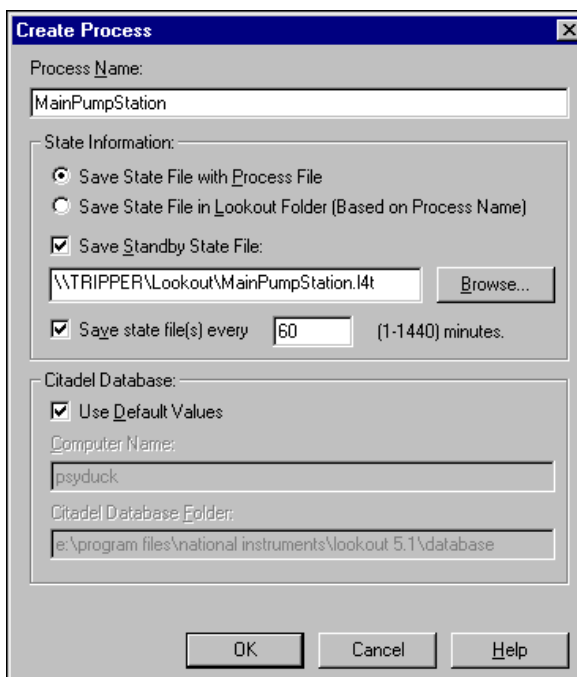 Create Process
Process Name:
MainPumpStation
State Information:
Save State File with Process File
Save State File in Lookout Folder (Based on Process Name)
Save Standby State File:
\\TRIPPER\Lookout\MainPumpStation.l4t
Browse...
Save state file(s) every 60 (1-1440) minutes.
Citadel Database:
Use Default Values
Computer Name:
psyduck
Citadel Database Folder:
e:\program files\national instruments\lookout 5.1\database
OK Cancel Help